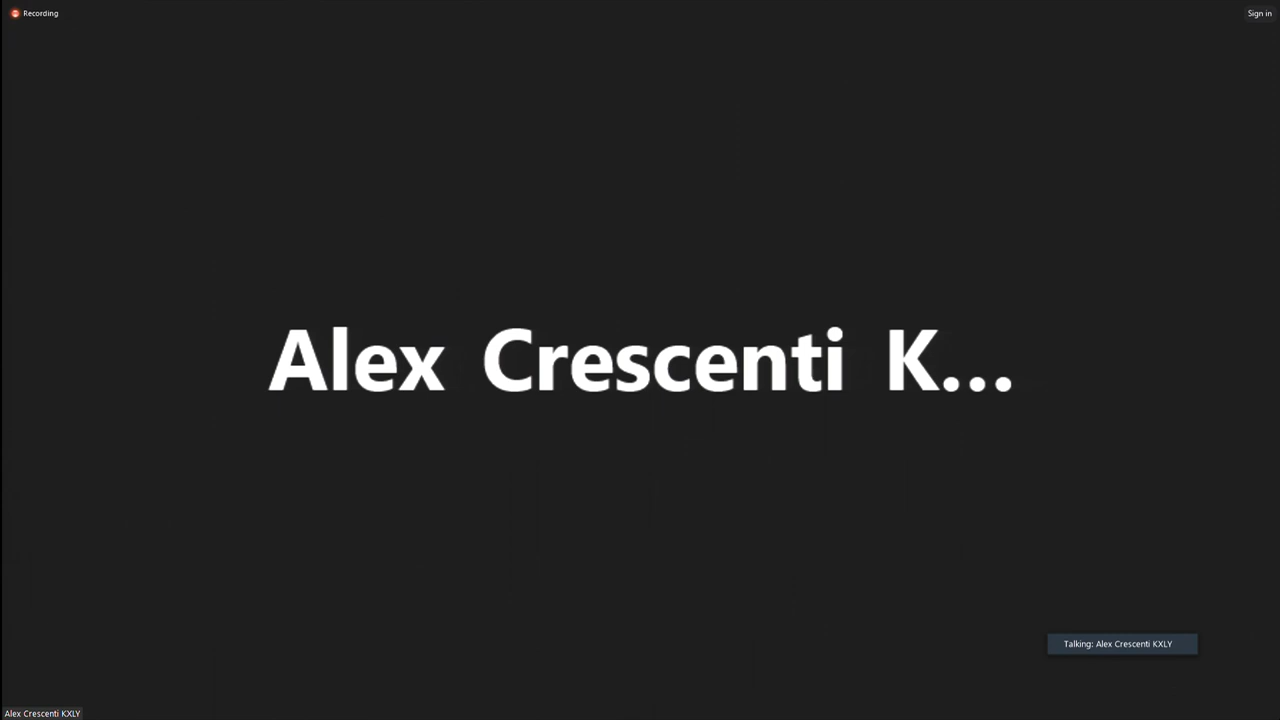 Recording
Sign in
Alex Crescenti K...
Talking: Alex Crescenti KXLY
Alex Crescenti KXLY